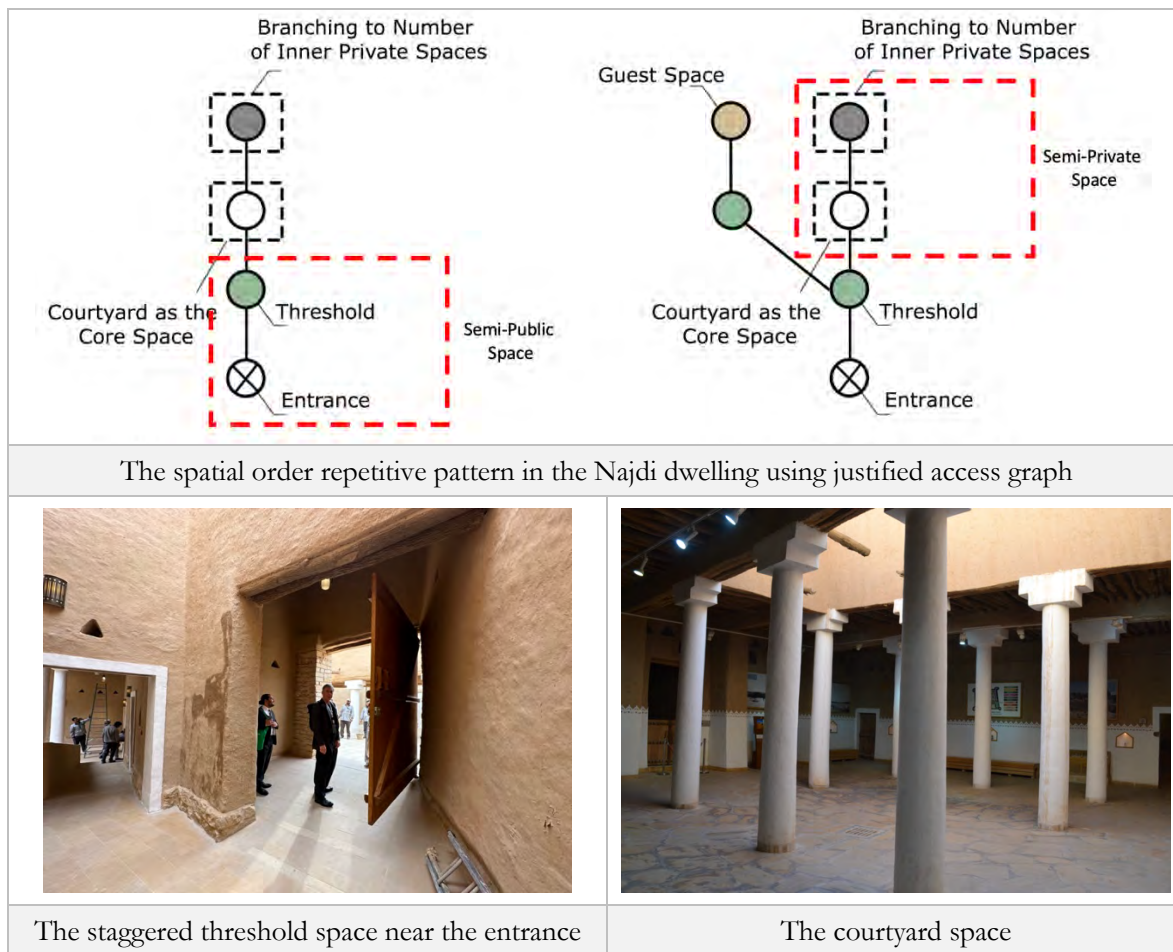 Branching to Number
of Inner Private Spaces
Courtyard as the
Core Space
Threshold
Semi-Public
Space
Entrance
Branching to Number
of Inner Private Spaces
Guest Space
Semi-Private
Space
Courtyard as the
Core Space
Threshold
Entrance
The spatial order repetitive pattern in the Najdi dwelling using justified access graph
The staggered threshold space near the entrance
The courtyard space